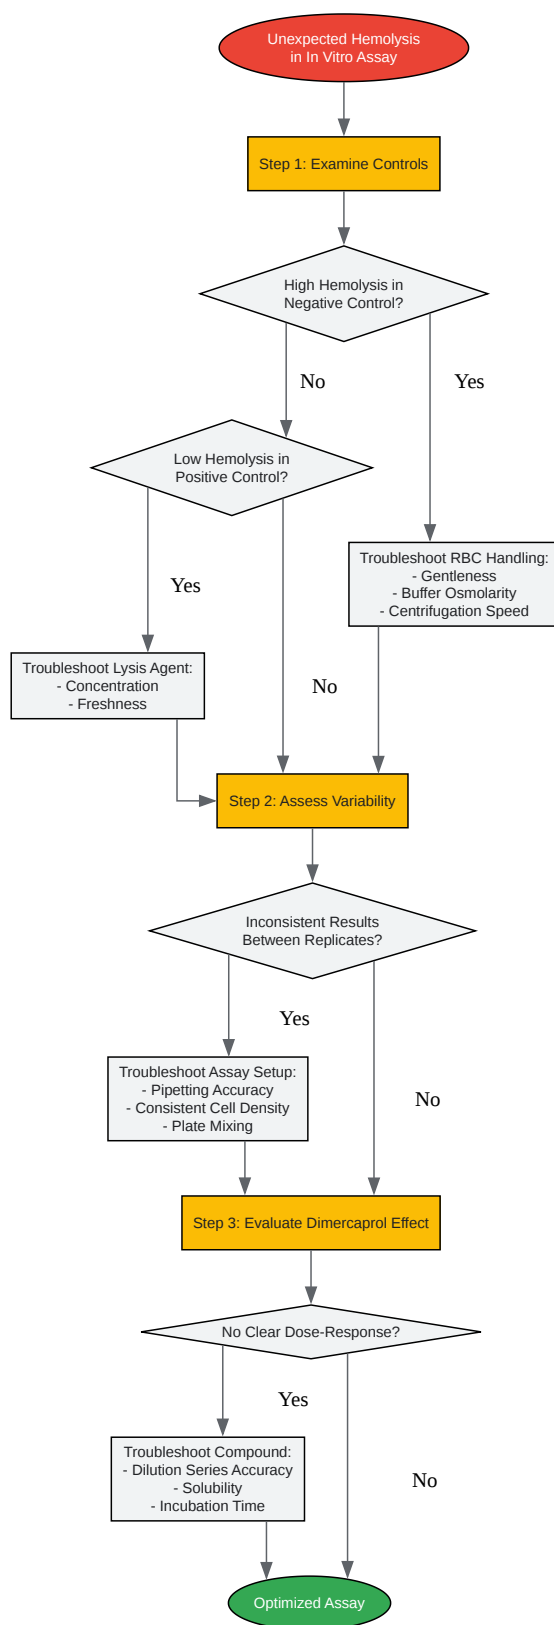 Unexpected Hemolysis
in In Vitro Assay
Step 1: Examine Controls
High Hemolysis in
Negative Control?
No
Yes
Low Hemolysis in
Positive Control?
Troubleshoot RBC Handling:
- Gentleness
- Buffer Osmolarity
- Centrifugation Speed
Yes
Troubleshoot Lysis Agent:
- Concentration
- Freshness
No
Step 2: Assess Variability
Inconsistent Results
Between Replicates?
Yes
Troubleshoot Assay Setup:
- Pipetting Accuracy
- Consistent Cell Density
- Plate Mixing
No
Step 3: Evaluate Dimercaprol Effect
No Clear Dose-Response?
Yes
Troubleshoot Compound:
- Dilution Series Accuracy
- Solubility
- Incubation Time
No
Optimized Assay